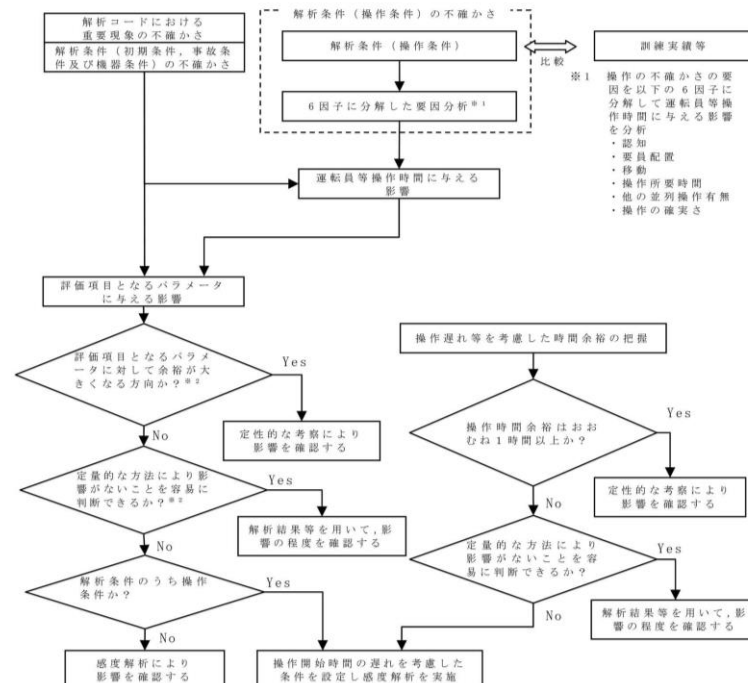 解析コードにおける
重要現象の不確かさ
解析条件（初期条件，事故条
件及び機器条件）の不確かさ
解析条件（操作条件）の不確かさ
解析条件（操作条件）
6因子に分解した要因分析※1
比較
訓練実績等
※1　操作の不確かさの要
因を以下の6因子に
分解して運転員等操
作時間に与える影響
を分析
・認知
・要員配置
・移動
・操作所要時間
・他の並列操作有無
・操作の確実さ
運転員等操作時間に与える
影響
評価項目となるパラメータ
に与える影響
評価項目となるパラメ
ータに対して余裕が大
きくなる方向か？※2
Yes
No
定性的な考察により
影響を確認する
定量的な方法により影
響がないことを容易に
判断できるか？※2
Yes
No
解析結果等を用いて，影
響の程度を確認する
解析条件のうち操作
条件か？
Yes
No
感度解析により
影響を確認する
操作開始時間の遅れを考慮した
条件を設定し感度解析を実施
操作遅れ等を考慮した時間余裕の把握
操作時間余裕はおお
むね1時間以上か？
Yes
No
定性的な考察により
影響を確認する
定量的な方法により
影響がないことを容
易に判断できるか？
Yes
No
解析結果等を用いて，影
響の程度を確認する